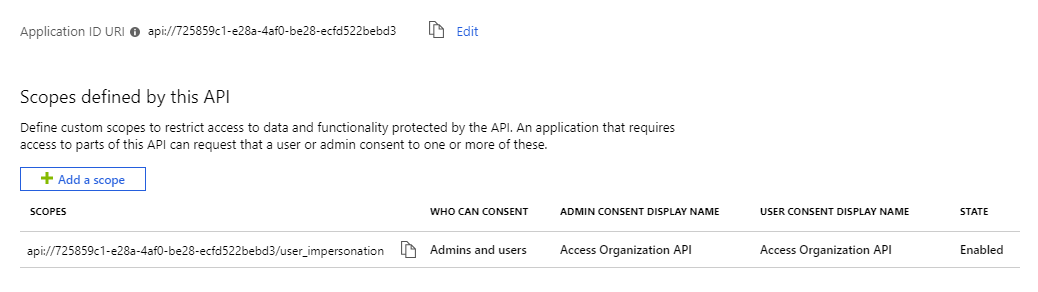 Application ID URI api://725859c1-e28a-4af0-be28-ecfd522bebd3 Edit
Scopes defined by this API
Define custom scopes to restrict access to data and functionality protected by the API. An application that requires
access to parts of this API can request that a user or admin consent to one or more of these.
Add a scope
SCOPES WHO CAN CONSENT ADMIN CONSENT DISPLAY NAME USER CONSENT DISPLAY NAME STATE
api://725859c1-e28a-4af0-be28-ecfd522bebd3/user_impersonation Admins and users Access Organization API Access Organization API Enabled